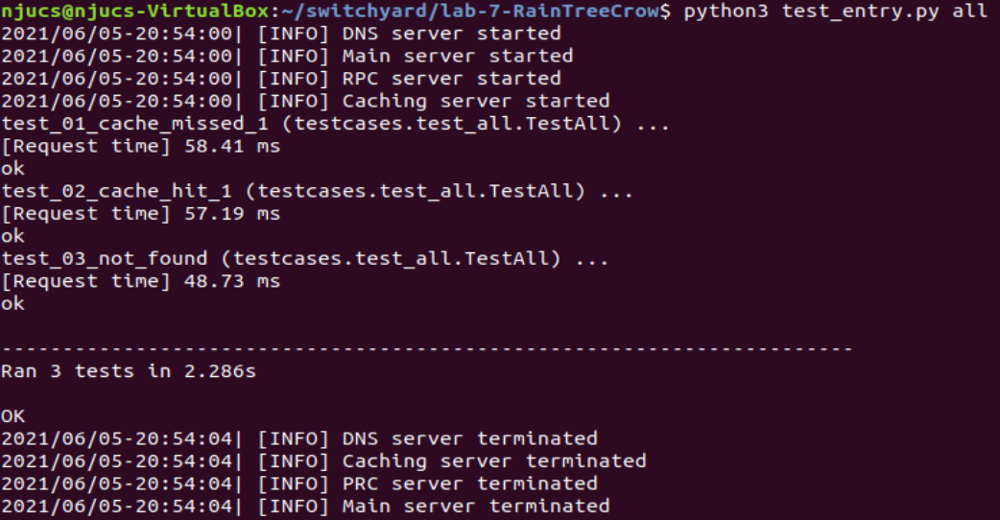 njucs@njucs-VirtualBox:~/switchyard/lab-7-RainTreeCrow$ python3 test_entry.py all
2021/06/05-20:54:00| [INFO] DNS server started
2021/06/05-20:54:00| [INFO] Main server started
2021/06/05-20:54:00| [INFO] RPC server started
2021/06/05-20:54:00| [INFO] Caching server started
test_01_cache_missed_1 (testcases.test_all.TestAll) ...
[Request time] 58.41 ms
ok
test_02_cache_hit_1 (testcases.test_all.TestAll) ...
[Request time] 57.19 ms
ok
test_03_not_found (testcases.test_all.TestAll) ...
[Request time] 48.73 ms
ok
----------------------------------------------------------------------
Ran 3 tests in 2.286s
OK
2021/06/05-20:54:04| [INFO] DNS server terminated
2021/06/05-20:54:04| [INFO] Caching server terminated
2021/06/05-20:54:04| [INFO] PRC server terminated
2021/06/05-20:54:04| [INFO] Main server terminated